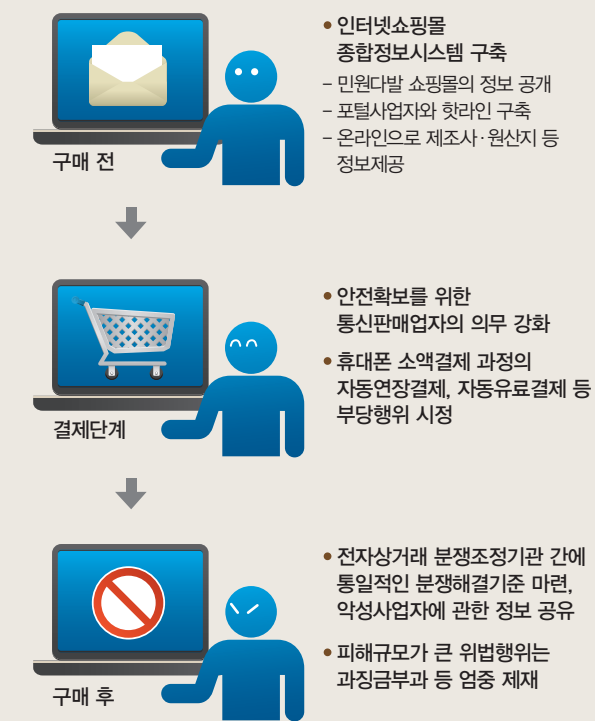 • 인터넷쇼핑몰
종합정보시스템 구축
– 민원다발 쇼핑몰의 정보 공개
– 포털사업자와 핫라인 구축
– 온라인으로 제조사·원산지 등
정보제공
구매 전
• 안전확보를 위한
통신판매업자의 의무 강화
• 휴대폰 소액결제 과정의
자동연장결제, 자동유료결제 등
부당행위 시정
결제단계
• 전자상거래 분쟁조정기관 간에
통일적인 분쟁해결기준 마련,
악성사업자에 관한 정보 공유
• 피해규모가 큰 위법행위는
과징금부과 등 엄중 제재
구매 후